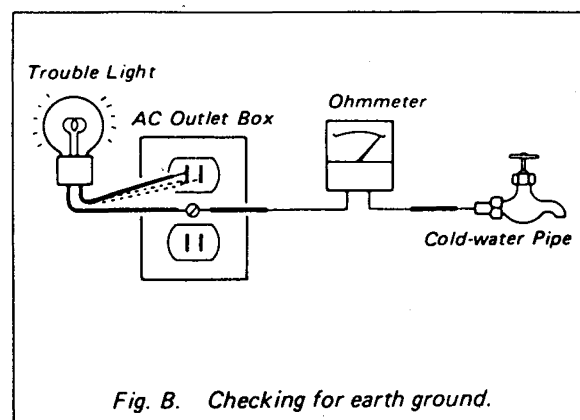 Trouble Light
AC Outlet Box
Ohmmeter
Cold-water Pipe
Fig. B. Checking for earth ground.